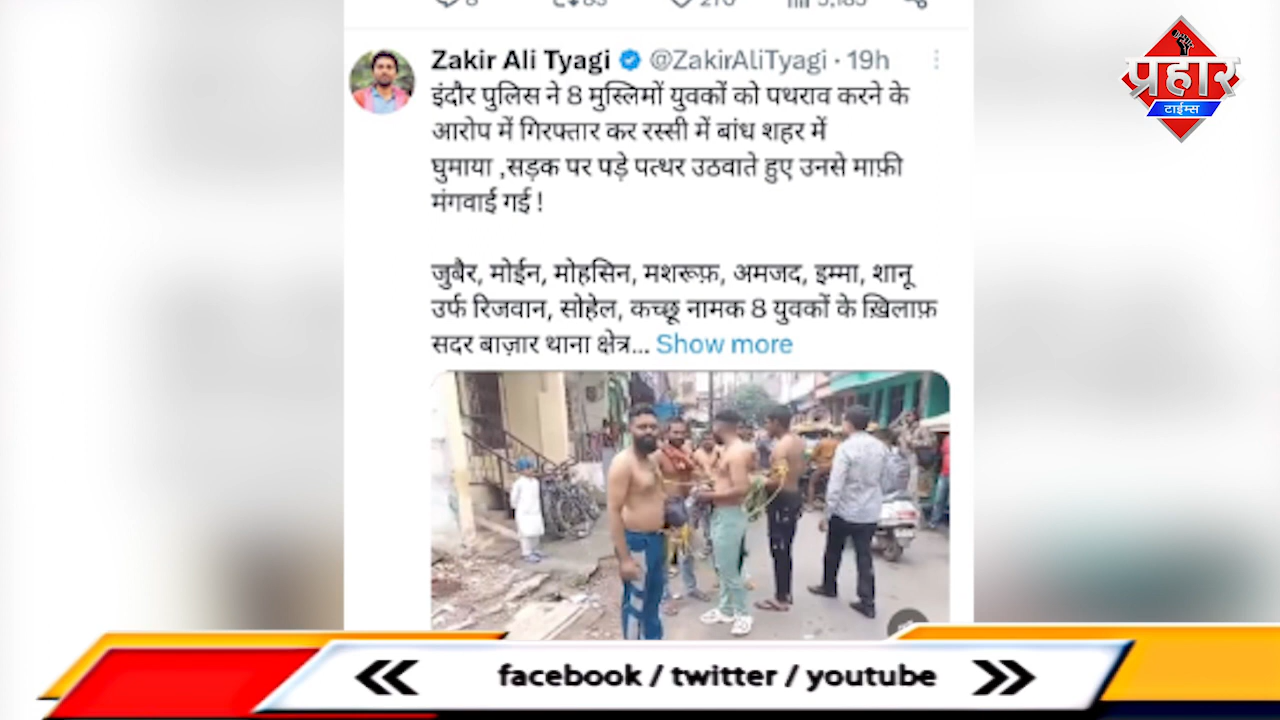 Zakir Ali Tyagi @ZakirAliTyagi · 19h
प्रहार
टाईम्स
इंदौर पुलिस ने 8 मुस्लिमों युवकों को पथराव करने के
आरोप में गिरफ्तार कर रस्सी में बांध शहर में
घुमाया ,सड़क पर पड़े पत्थर उठवाते हुए उनसे माफ़ी
मंगवाई गई !
जुबैर, मोईन, मोहसिन, मशरूफ़, अमजद, इम्मा, शानू
उर्फ रिजवान, सोहेल, कच्छू नामक 8 युवकों के ख़िलाफ़
सदर बाज़ार थाना क्षेत्र... Show more
facebook / twitter / youtube